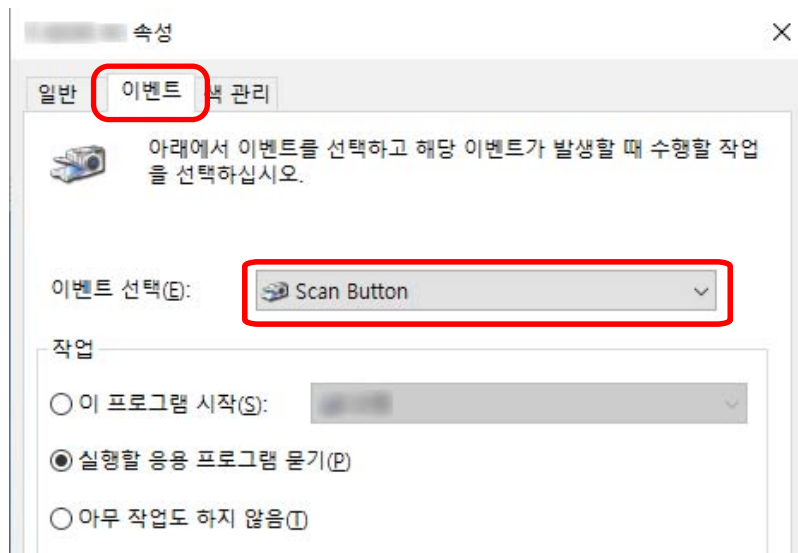 속성
일반 이벤트 색 관리
아래에서 이벤트를 선택하고 해당 이벤트가 발생할 때 수행할 작업
을 선택하십시오.
이벤트 선택(E): Scan Button
작업
이 프로그램 시작(S):
실행할 응용 프로그램 묻기(P)
아무 작업도 하지 않음(T)